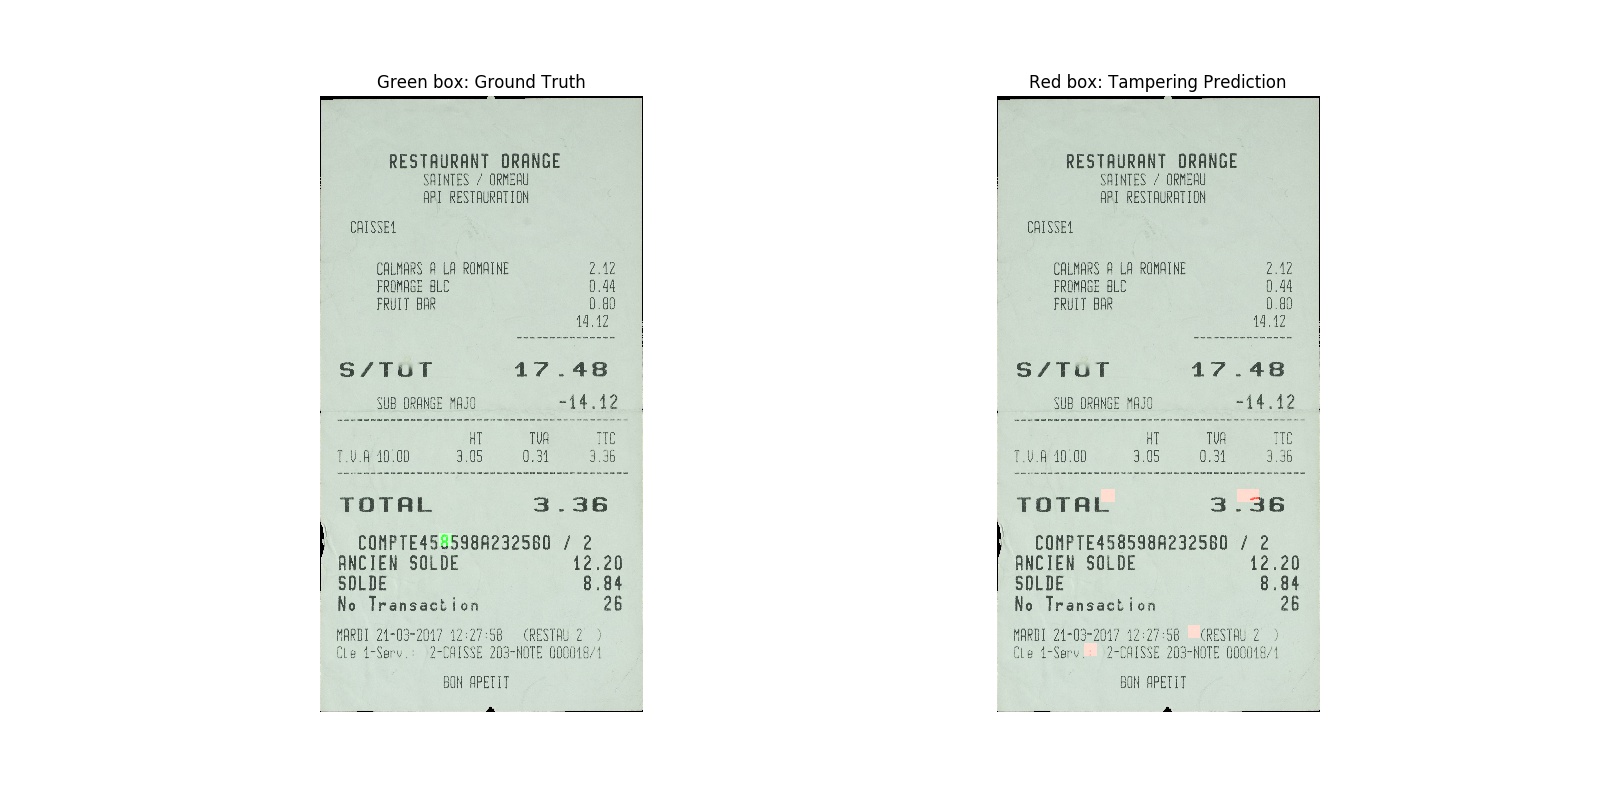 Green box: Ground Truth
RESTAURANT ORANGE
SAINTES / ORMEAU
API RESTAURATION
CAISSE1
CALMARS A LA ROMAINE 2.12
FROMAGE BLC 0.44
FRUIT BAR 0.80
14.12
S/TOT 17.48
SUB ORANGE MAJO -14.12
HT TVA TTC
T.V.A 10.00 3.05 0.31 3.36
TOTAL 3.36
COMPTE458598A232560 / 2
ANCIEN SOLDE 12.20
SOLDE 8.84
No Transaction 26
MARDI 21-03-2017 12:27:58 (RESTAU 2 )
Cle 1-Serv.: 2-CAISSE 203-NOTE 000018/1
BON APETIT
Red box: Tampering Prediction
RESTAURANT ORANGE
SAINTES / ORMEAU
API RESTAURATION
CAISSE1
CALMARS A LA ROMAINE 2.12
FROMAGE BLC 0.44
FRUIT BAR 0.80
14.12
S/TOT 17.48
SUB ORANGE MAJO -14.12
HT TVA TTC
T.V.A 10.00 3.05 0.31 3.36
TOTAL 3.36
COMPTE458598A232560 / 2
ANCIEN SOLDE 12.20
SOLDE 8.84
No Transaction 26
MARDI 21-03-2017 12:27:58 (RESTAU 2 )
Cle 1-Serv.: 2-CAISSE 203-NOTE 000018/1
BON APETIT